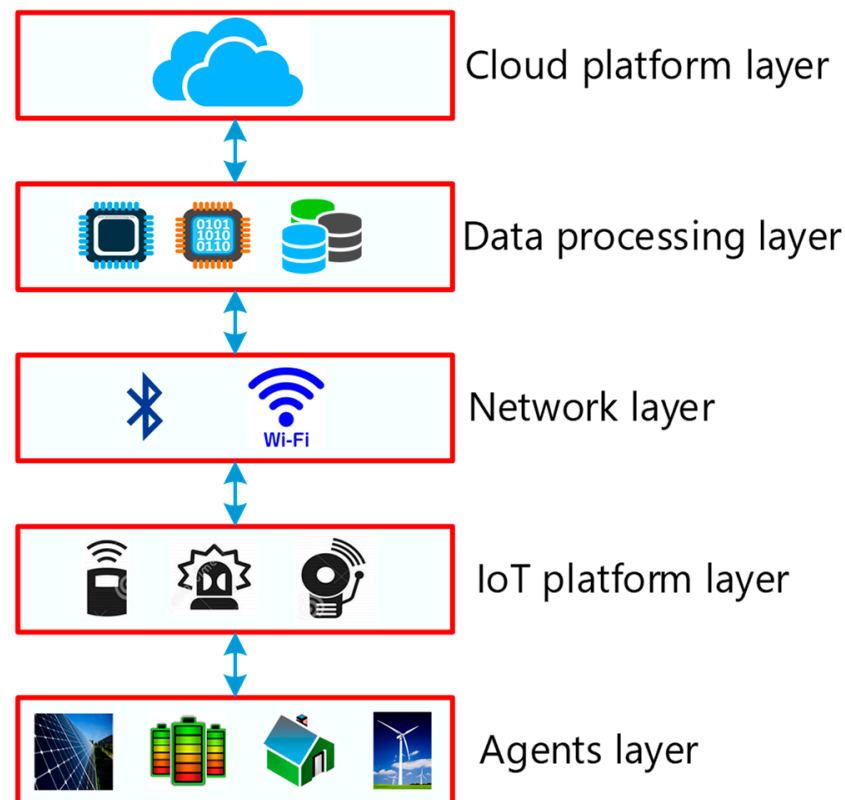 Cloud platform layer
0101
1010
0110
Data processing layer
Wi-Fi
Network layer
IoT platform layer
Agents layer